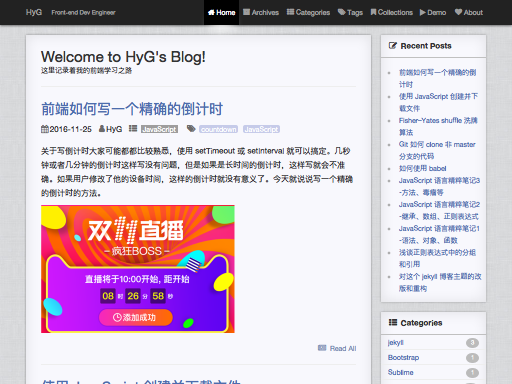 HyG Front-end Dev Engineer Home Archives Categories Tags Collections Demo About
Welcome to HyG's Blog!
这里记录着我的前端学习之路
前端如何写一个精确的倒计时
2016-11-25 HyG JavaScript countdown JavaScript
关于写倒计时大家可能都都比较熟悉，使用 setTimeout 或 setInterval 就可以搞定。几秒
钟或者几分钟的倒计时这样写没有问题，但是如果是长时间的倒计时，这样写就会不准
确。如果用户修改了他的设备时间，这样的倒计时就没有意义了。今天就说说写一个精确
的倒计时的方法。
双11直播
– 疯狂BOSS –
直播将于10:00开始, 距开始
08 时 26 分 58 秒
添加成功
Read All
Recent Posts
前端如何写一个精确的倒
计时
使用 JavaScript 创建并下
载文件
Fisher–Yates shuffle 洗牌
算法
Git 如何 clone 非 master
分支的代码
如何使用 babel
JavaScript 语言精粹笔记3
-方法、毒瘤等
JavaScript 语言精粹笔记2
-继承、数组、正则表达式
JavaScript 语言精粹笔记1
-语法、对象、函数
浅谈正则表达式中的分组
和引用
对这个 jekyll 博客主题的改
版和重构
Categories
jekyll 3
Bootstrap 1
Sublime 1
使用 JavaScript 创建并下载文件